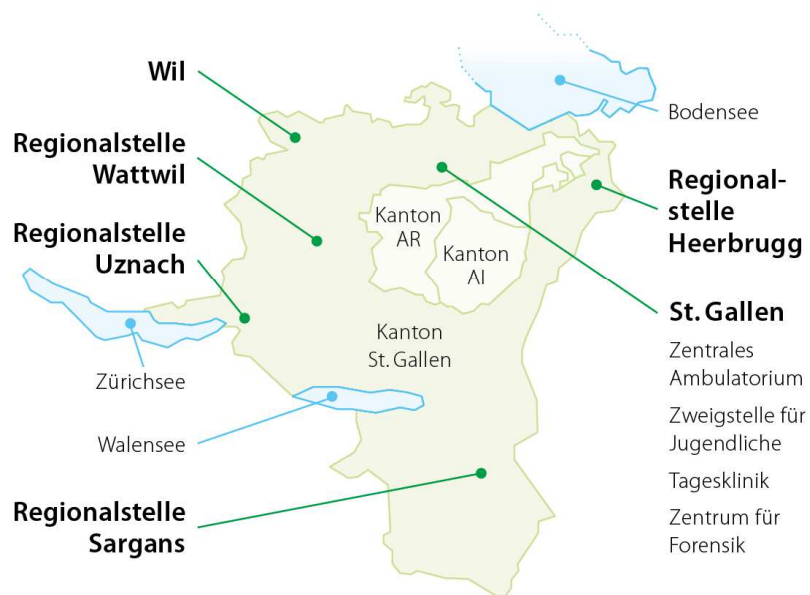 Wil
Regionalstelle
Wattwil
Regionalstelle
Uznach
Zürichsee
Walensee
Regionalstelle
Sargans
Kanton
AR
Kanton
AI
Kanton
St. Gallen
Bodensee
Regional-
stelle
Heerbrugg
St. Gallen
Zentrales
Ambulatorium
Zweigstelle für
Jugendliche
Tagesklinik
Zentrum für
Forensik